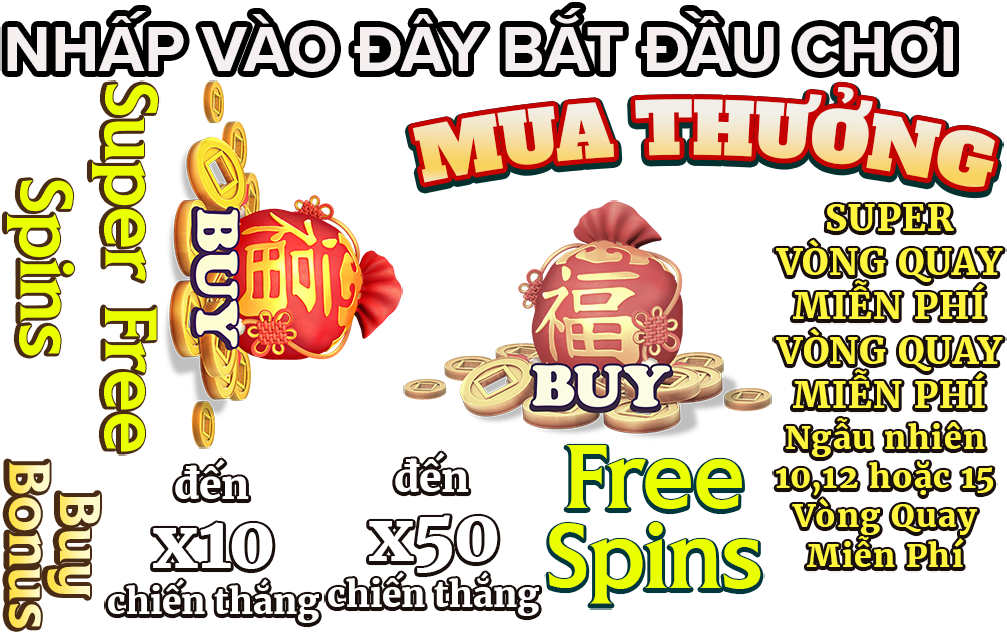 NHẤP VÀO ĐÂY BẮT ĐẦU CHƠI
MUA THƯỞNG
Super Free
Spins
BUY
福
福
BUY
SUPER
VÒNG QUAY
MIỄN PHÍ
VÒNG QUAY
MIỄN PHÍ
Ngẫu nhiên
10,12 hoặc 15
Vòng Quay
Miễn Phí
Buy
Bonus
đến
x10
chiến thắng
đến
x50
chiến thắng
Free
Spins